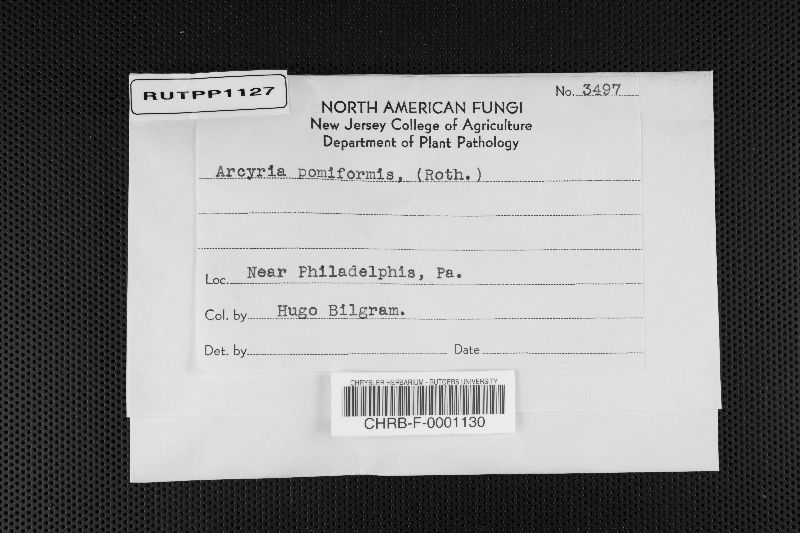 RUTPP1127
No. 3497
NORTH AMERICAN FUNGI
New Jersey College of Agriculture
Department of Plant Pathology
Arcyria pomiformis, (Roth.)
Loc. Near Philadelphis, Pa.
Col. by Hugo Bilgram.
Det. by Date
CHRYSLER HERBARIUM - RUTGERS UNIVERSITY
CHRB-F-0001130